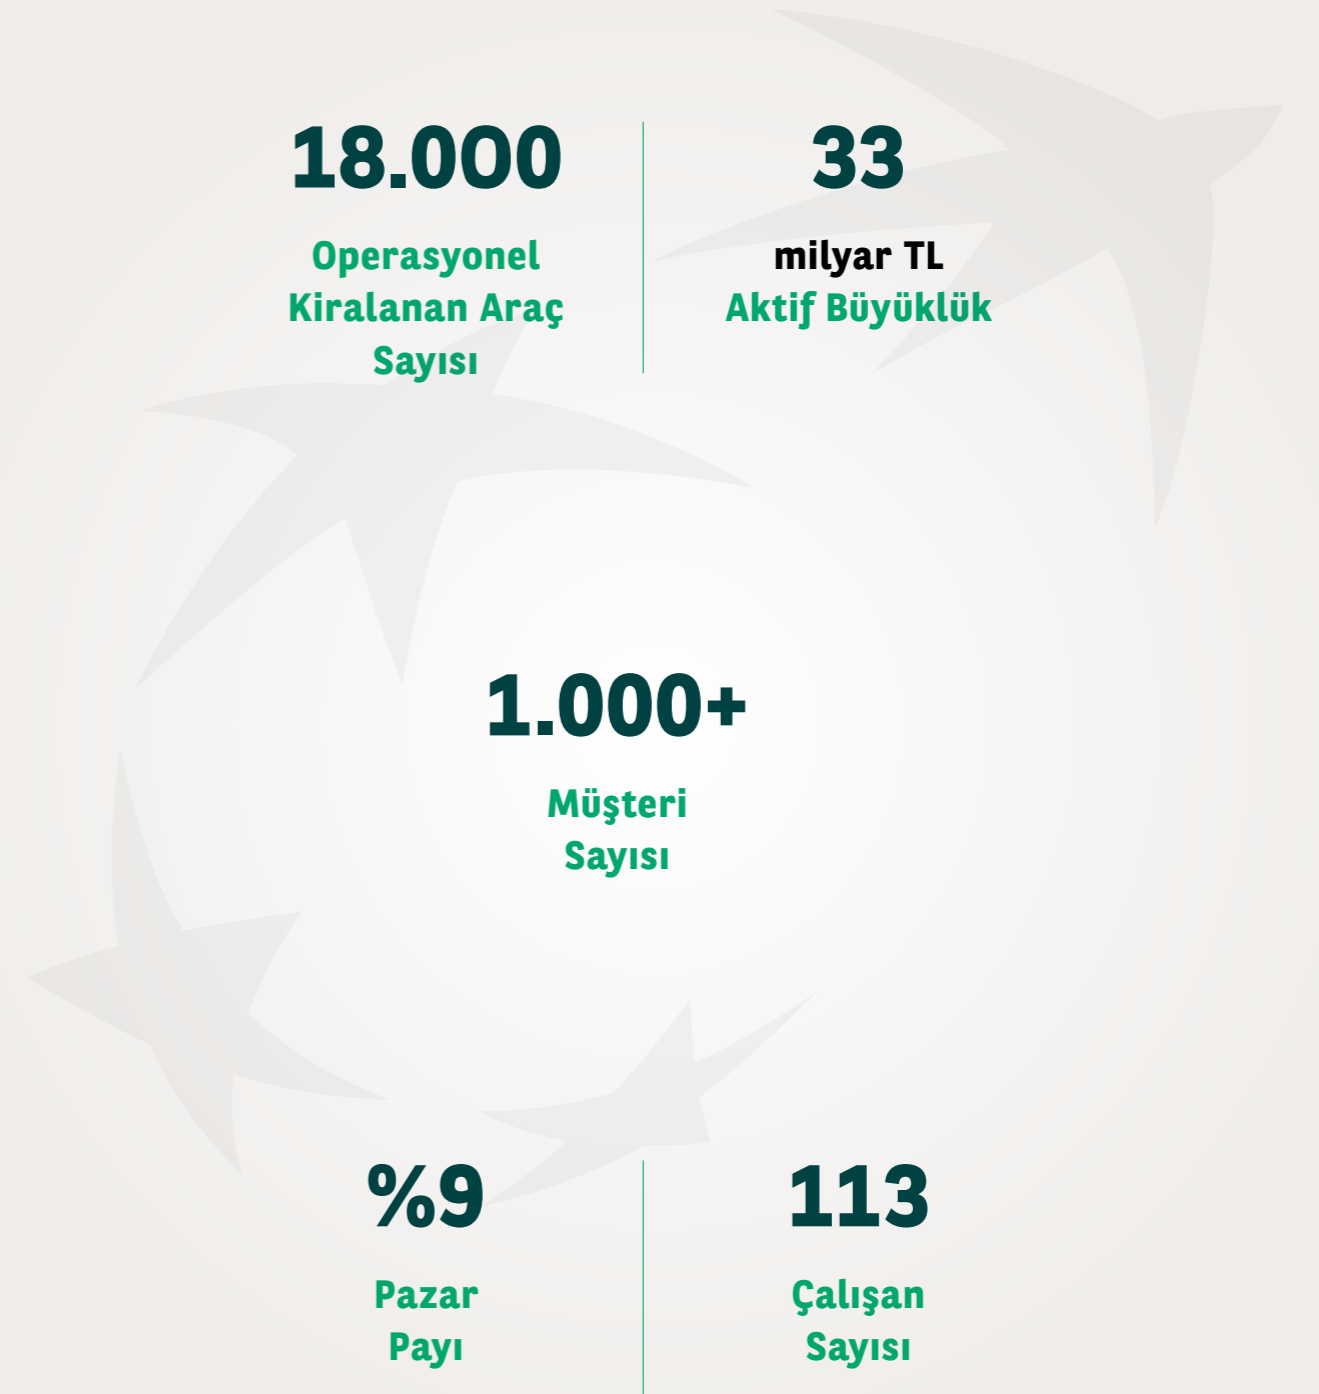 18.000
Operasyonel
Kiralanan Araç
Sayısı
33
milyar TL
Aktif Büyüklük
1.000+
Müşteri
Sayısı
%9
Pazar
Payı
113
Çalışan
Sayısı